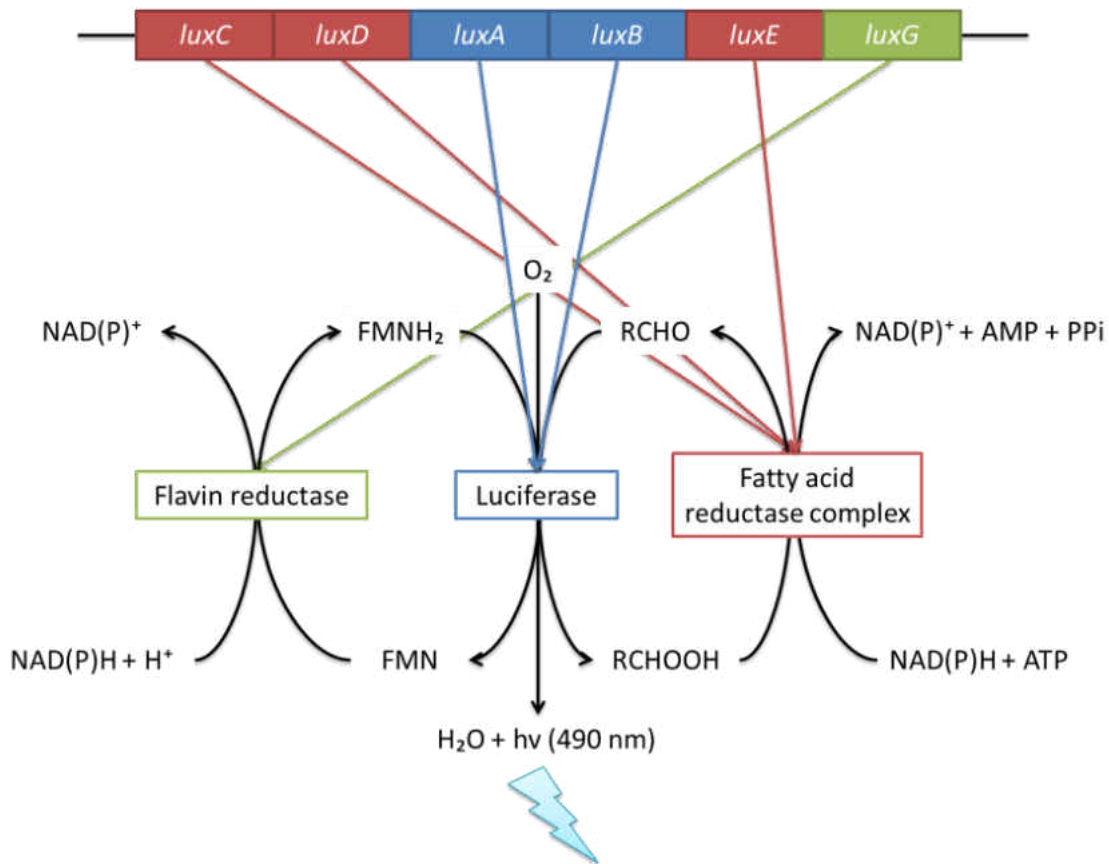 luxC luxD luxA luxB luxE luxG
O₂
NAD(P)⁺ FMNH₂ RCHO NAD(P)⁺ + AMP + PPi
Flavin reductase
Luciferase
Fatty acid
reductase complex
NAD(P)H + H⁺ FMN RCHOOH NAD(P)H + ATP
H₂O + hv (490 nm)